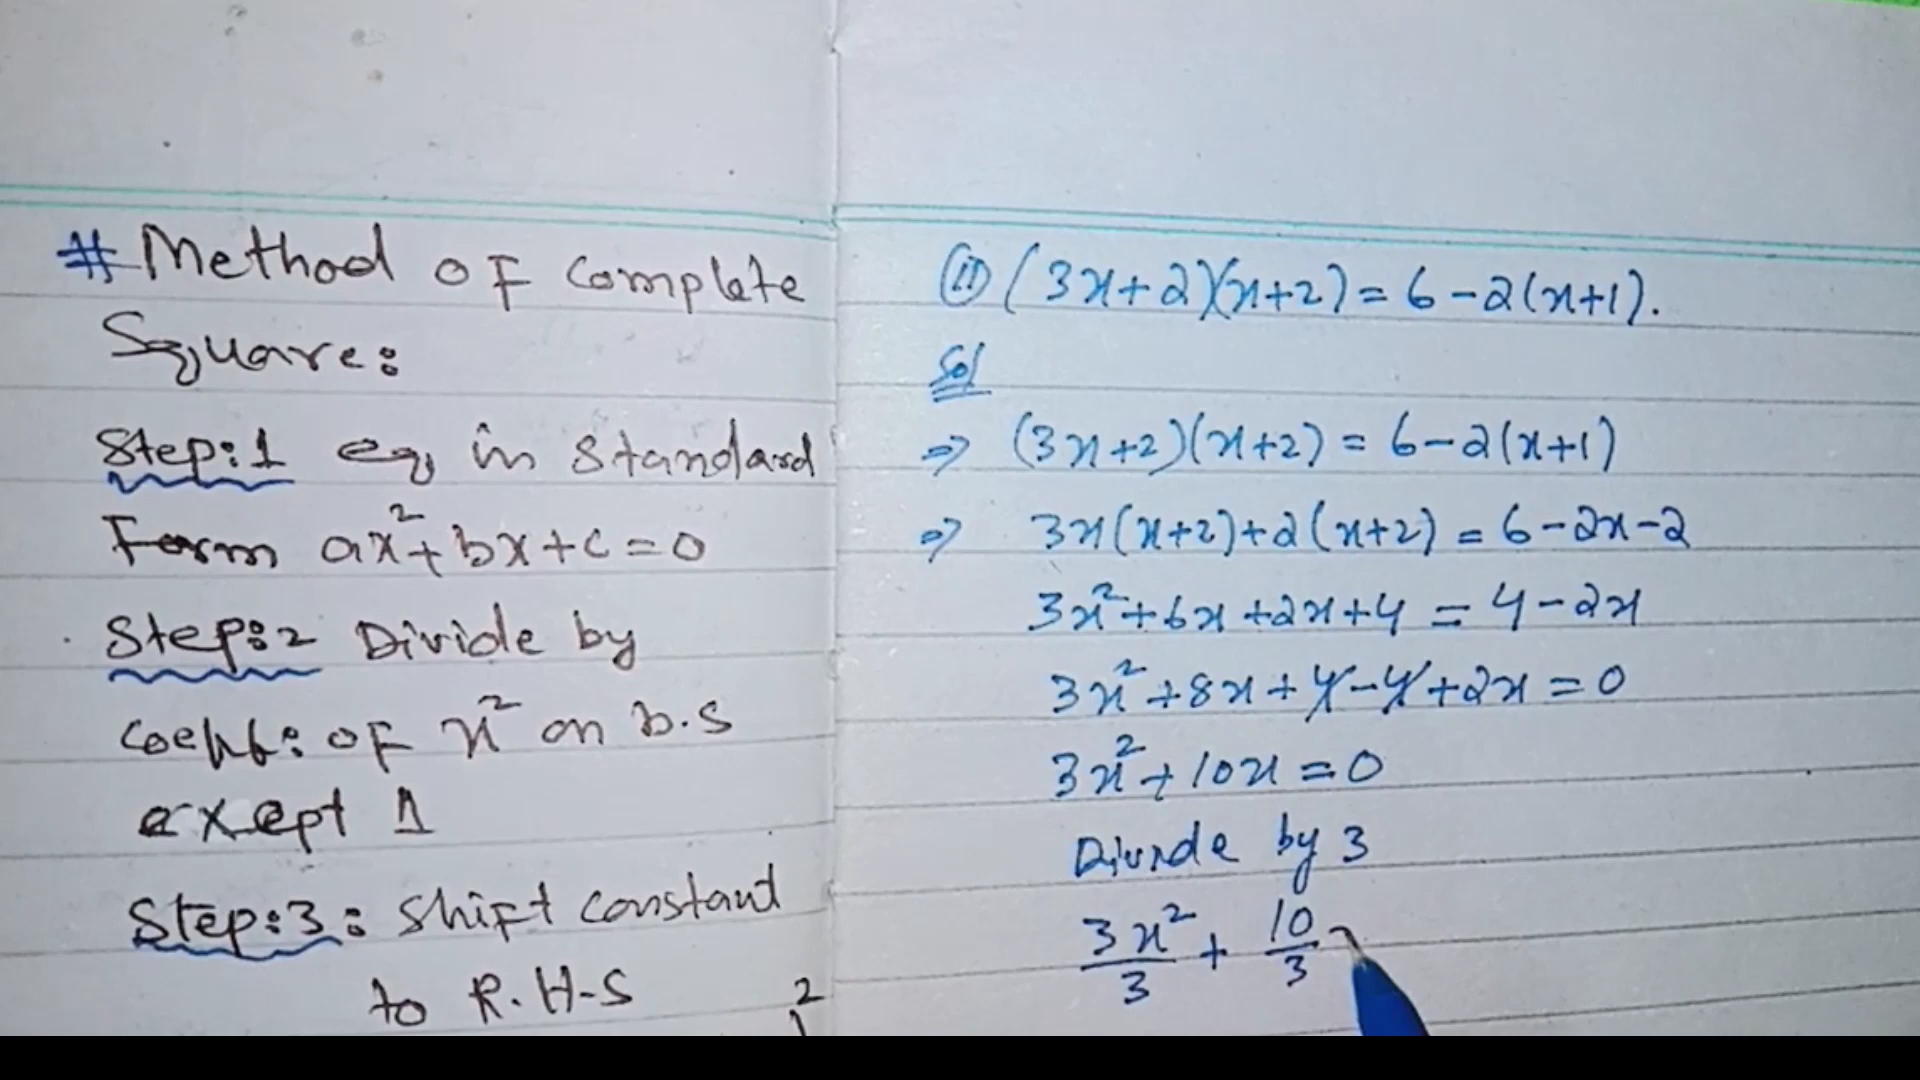 # Method of complete
Square:
Step:1 eq in standard
Form ax²+bx+c=0
Step:2 Divide by
coeff: of x² on b.s
except 1
Step:3: shift constant
to R.H-S
2
(ii) (3x+2)(x+2)=6-2(x+1).
Sol
⇒ (3x+2)(x+2)=6-2(x+1)
⇒ 3x(x+2)+2(x+2)=6-2x-2
3x²+6x+2x+4=4-2x
3x²+8x+4-4+2x=0
3x²+10x=0
Divide by 3
3x²/3 + 10/3